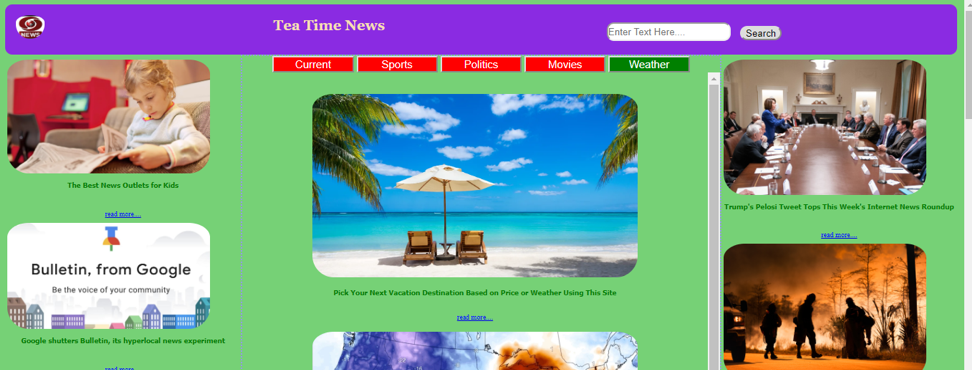 NEWS
Tea Time News
Enter Text Here ...
Search
Current
Sports
Politics
Movies
Weather
The Best News Outlets for Kids
read more....
Bulletin, from Google
Be the voice of your community
Google shutters Bulletin, its hyperlocal news experiment
read more....
Pick Your Next Vacation Destination Based on Price or Weather Using This Site
read more....
Trump's Pelosi Tweet Tops This Week's Internet News Roundup
read more....